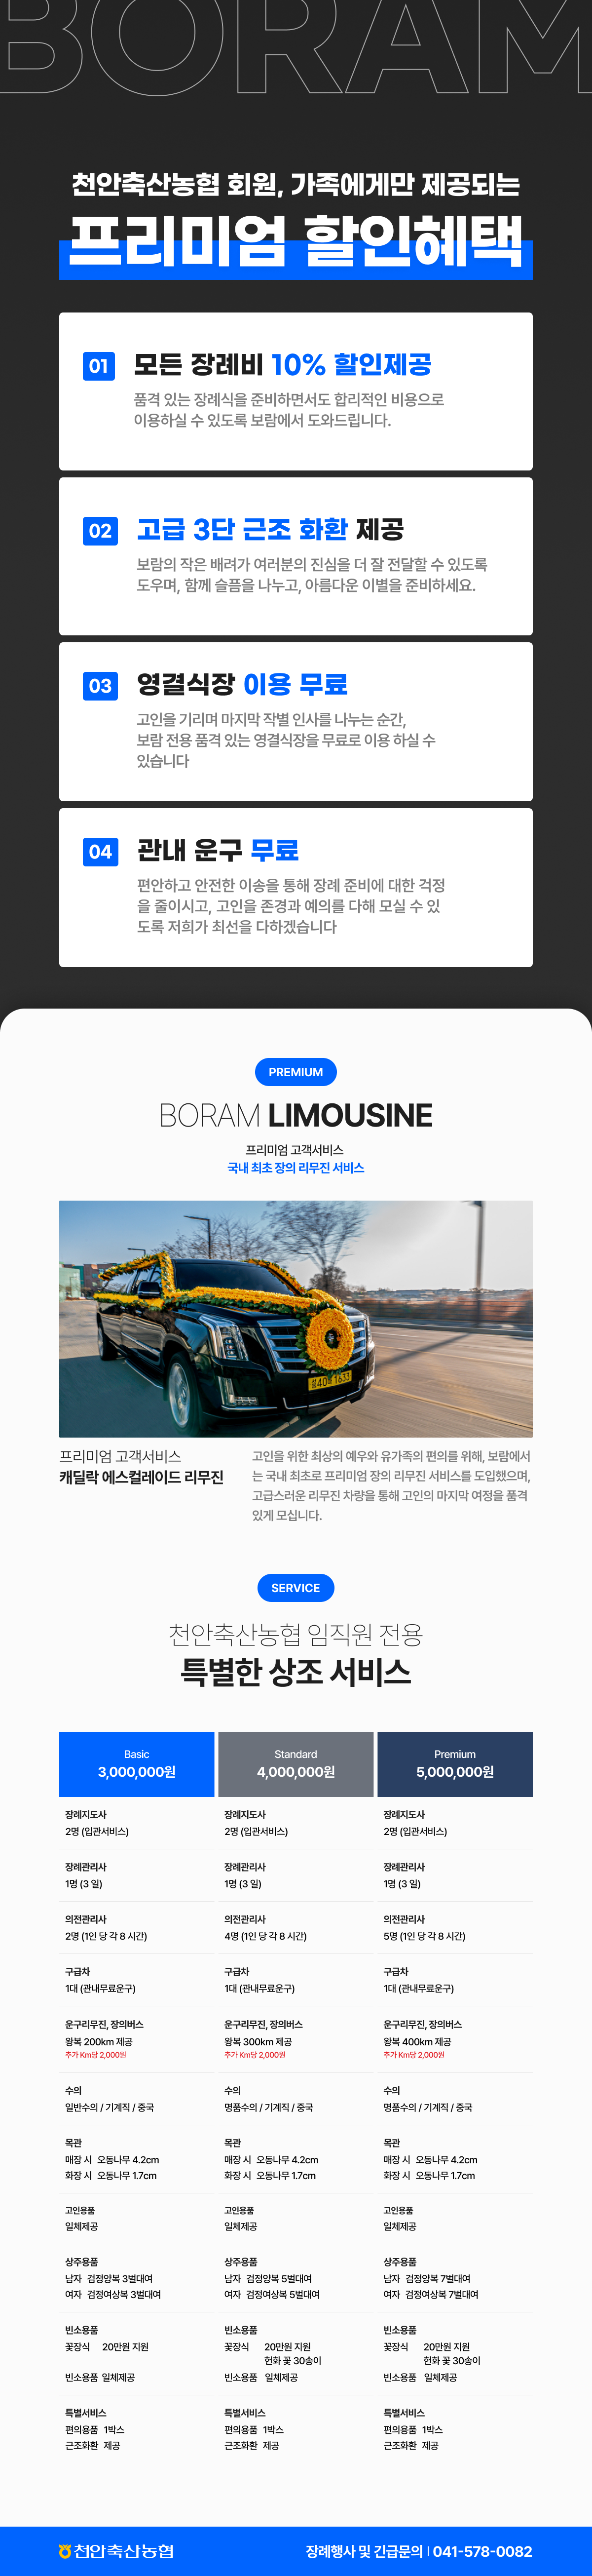 BORAM
천안축산농협 회원, 가족에게만 제공되는
프리미엄 할인혜택
01 모든 장례비 10% 할인제공
품격 있는 장례식을 준비하면서도 합리적인 비용으로
이용하실 수 있도록 보람에서 도와드립니다.
02 고급 3단 근조 화환 제공
보람의 작은 배려가 여러분의 진심을 더 잘 전달할 수 있도록
도우며, 함께 슬픔을 나누고, 아름다운 이별을 준비하세요.
03 영결식장 이용 무료
고인을 기리며 마지막 작별 인사를 나누는 순간,
보람 전용 품격 있는 영결식장을 무료로 이용 하실 수
있습니다
04 관내 운구 무료
편안하고 안전한 이송을 통해 장례 준비에 대한 걱정
을 줄이시고, 고인을 존경과 예의를 다해 모실 수 있
도록 저희가 최선을 다하겠습니다
PREMIUM
BORAM LIMOUSINE
프리미엄 고객서비스
국내 최초 장의 리무진 서비스
프리미엄 고객서비스
캐딜락 에스컬레이드 리무진
고인을 위한 최상의 예우와 유가족의 편의를 위해, 보람에서
는 국내 최초로 프리미엄 장의 리무진 서비스를 도입했으며,
고급스러운 리무진 차량을 통해 고인의 마지막 여정을 품격
있게 모십니다.
SERVICE
천안축산농협 임직원 전용
특별한 상조 서비스
Basic Standard Premium
3,000,000원 4,000,000원 5,000,000원
장례지도사 장례지도사 장례지도사
2명 (입관서비스) 2명 (입관서비스) 2명 (입관서비스)
장례관리사 장례관리사 장례관리사
1명 (3 일) 1명 (3 일) 1명 (3 일)
의전관리사 의전관리사 의전관리사
2명 (1인 당 각 8 시간) 4명 (1인 당 각 8 시간) 5명 (1인 당 각 8 시간)
구급차 구급차 구급차
1대 (관내무료운구) 1대 (관내무료운구) 1대 (관내무료운구)
운구리무진, 장의버스 운구리무진, 장의버스 운구리무진, 장의버스
왕복 200km 제공 왕복 300km 제공 왕복 400km 제공
추가 Km당 2,000원 추가 Km당 2,000원 추가 Km당 2,000원
수의 수의 수의
일반수의 / 기계직 / 중국 명품수의 / 기계직 / 중국 명품수의 / 기계직 / 중국
목관 목관 목관
매장 시 오동나무 4.2cm 매장 시 오동나무 4.2cm 매장 시 오동나무 4.2cm
화장 시 오동나무 1.7cm 화장 시 오동나무 1.7cm 화장 시 오동나무 1.7cm
고인용품 고인용품 고인용품
일체제공 일체제공 일체제공
상주용품 상주용품 상주용품
남자 검정양복 3벌대여 남자 검정양복 5벌대여 남자 검정양복 7벌대여
여자 검정여상복 3벌대여 여자 검정여상복 5벌대여 여자 검정여상복 7벌대여
빈소용품 빈소용품 빈소용품
꽃장식 20만원 지원 꽃장식 20만원 지원 꽃장식 20만원 지원
헌화 꽃 30송이 헌화 꽃 30송이
빈소용품 일체제공 빈소용품 일체제공 빈소용품 일체제공
특별서비스 특별서비스 특별서비스
편의용품 1박스 편의용품 1박스 편의용품 1박스
근조화환 제공 근조화환 제공 근조화환 제공
천안축산농협 장례행사 및 긴급문의 | 041-578-0082